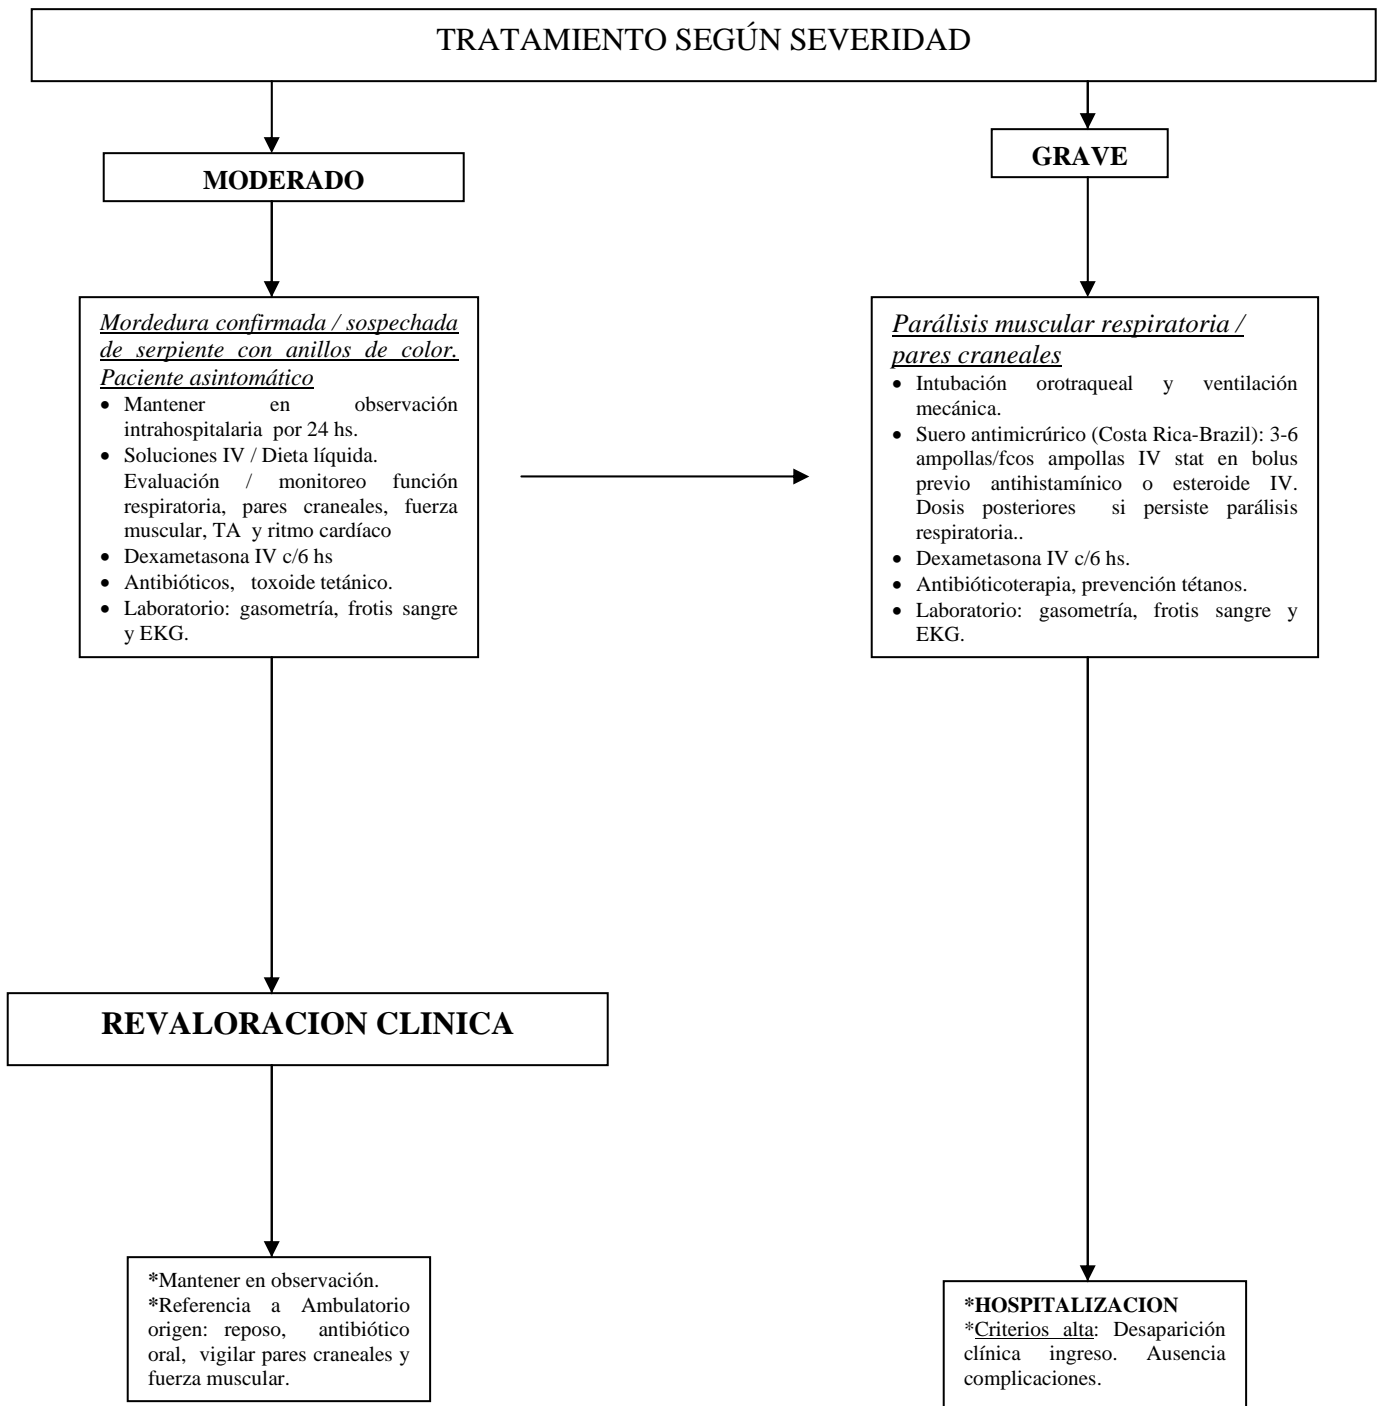 TRATAMIENTO SEGÚN SEVERIDAD
MODERADO
GRAVE
Mordedura confirmada / sospechada
de serpiente con anillos de color.
Paciente asintomático
• Mantener en observación
intrahospitalaria por 24 hs.
• Soluciones IV / Dieta líquida.
Evaluación / monitoreo función
respiratoria, pares craneales, fuerza
muscular, TA y ritmo cardíaco
• Dexametasona IV c/6 hs
• Antibióticos, toxoide tetánico.
• Laboratorio: gasometría, frotis sangre
y EKG.
Parálisis muscular respiratoria /
pares craneales
• Intubación orotraqueal y ventilación
mecánica.
• Suero antimicrúrico (Costa Rica-Brazil): 3-6
ampollas/fcos ampollas IV stat en bolus
previo antihistamínico o esteroide IV.
Dosis posteriores si persiste parálisis
respiratoria..
• Dexametasona IV c/6 hs.
• Antibióticoterapia, prevención tétanos.
• Laboratorio: gasometría, frotis sangre y
EKG.
REVALORACION CLINICA
*Mantener en observación.
*Referencia a Ambulatorio
origen: reposo, antibiótico
oral, vigilar pares craneales y
fuerza muscular.
*HOSPITALIZACION
*Criterios alta: Desaparición
clínica ingreso. Ausencia
complicaciones.